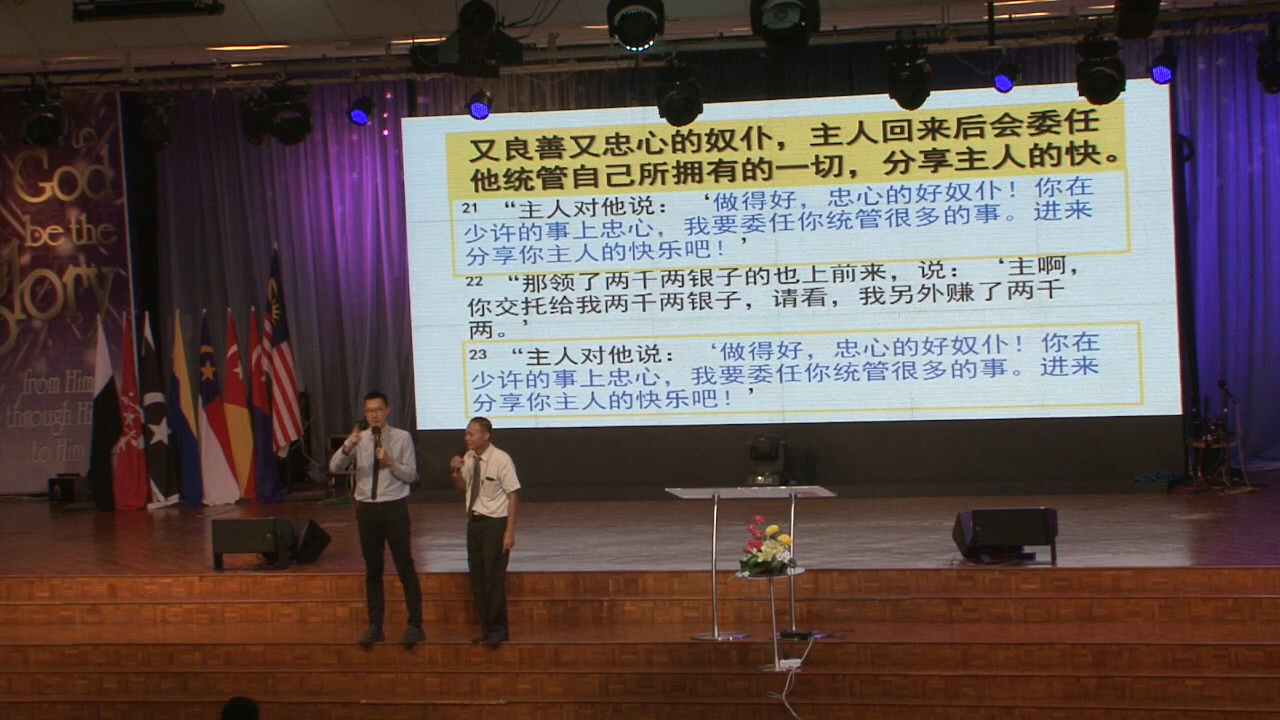 to
God
be the
Glory
from Him
through Hi
to Him
又良善又忠心的奴仆，主人回来后会委任
他统管自己所拥有的一切，分享主人的快。
21 “主人对他说：‘做得好，忠心的好奴仆！你在
少许的事上忠心，我要委任你统管很多的事。进来
分享你主人的快乐吧！’
22 “那领了两千两银子的也上前来，说：‘主啊，
你交托给我两千两银子，请看，我另外赚了两千
两。’
23 “主人对他说：‘做得好，忠心的好奴仆！你在
少许的事上忠心，我要委任你统管很多的事。进来
分享你主人的快乐吧！’